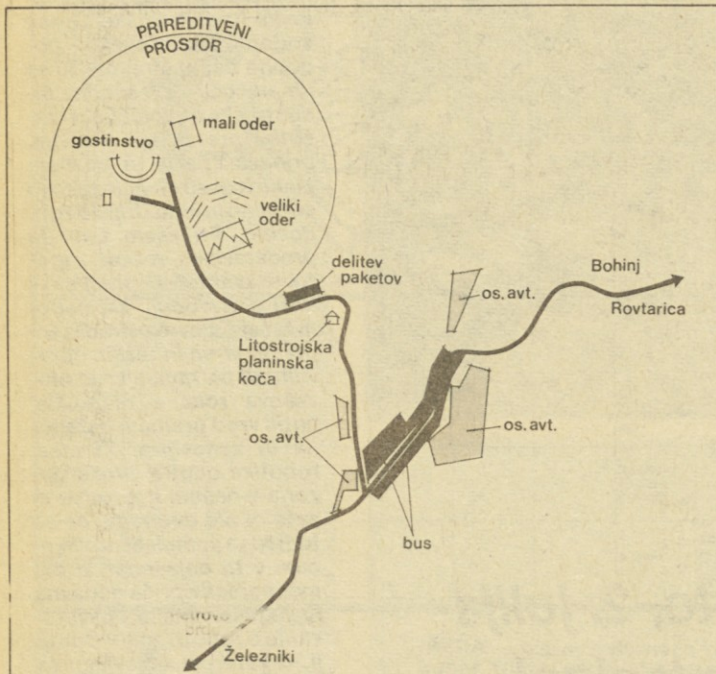 PRIREDITVENI
PROSTOR
mali oder
gostinstvo
veliki
oder
delitev
paketov
Bohinj
os. avt.
Rovtarica
Litostrojska
planinska
koča
os. avt.
os. avt.
bus
Železniki